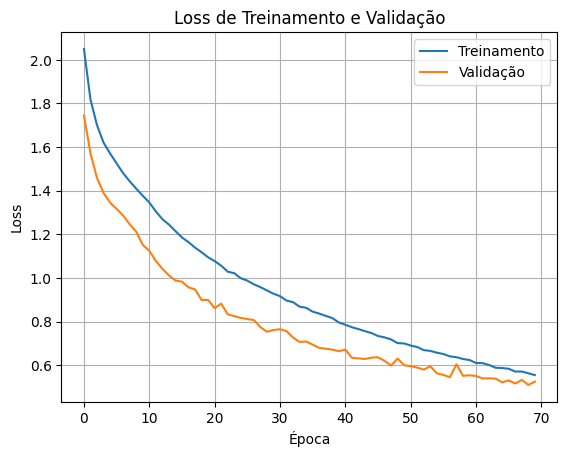 Loss de Treinamento e Validação
Treinamento
Validação
2.0
1.8
1.6
1.4
1.2
1.0
0.8
0.6
Loss
0 10 20 30 40 50 60 70
Época